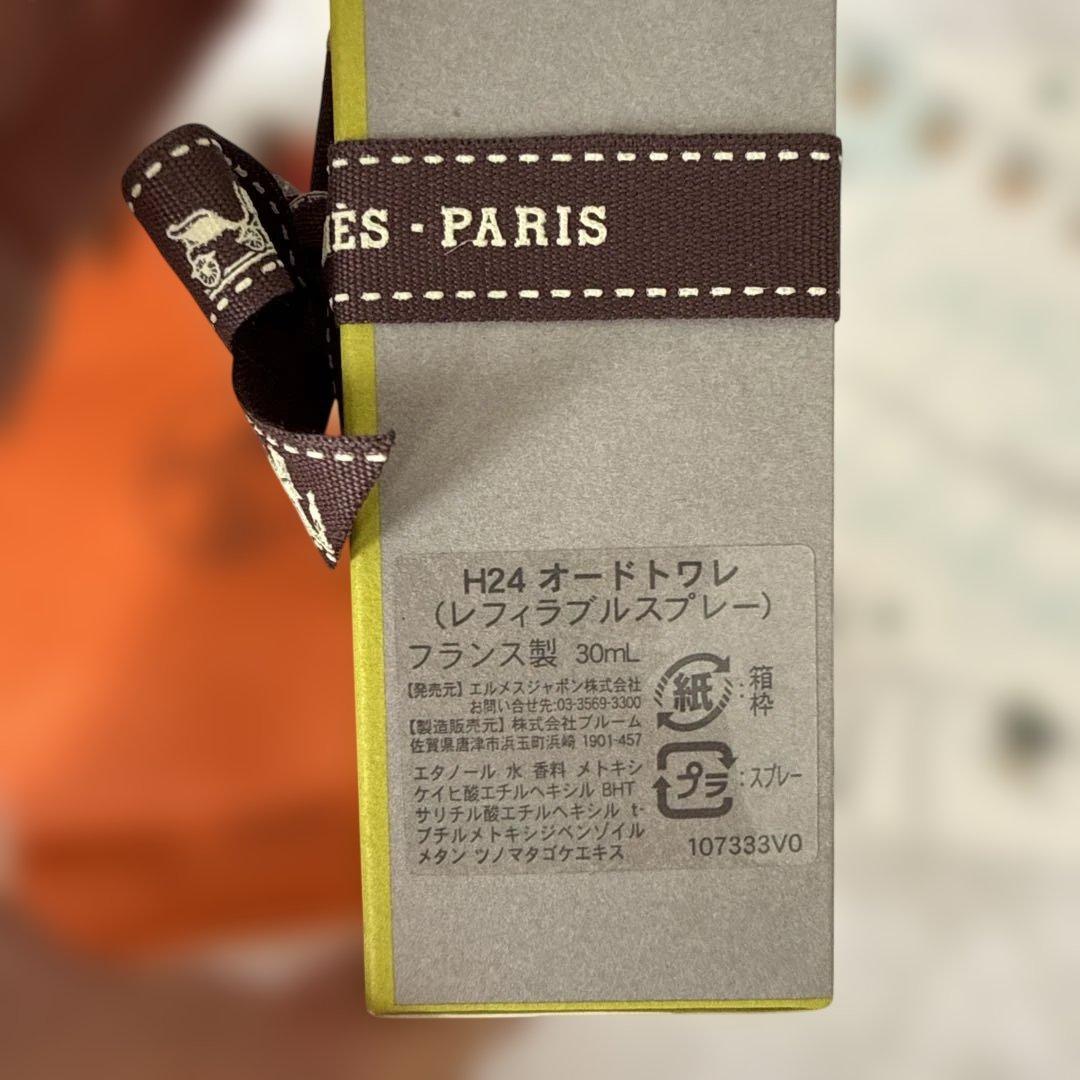 ÈS - PARIS
H24 オードトワレ
(レフィラブルスプレー)
フランス製 30mL
【発売元】エルメスジャポン株式会社
お問い合せ先:03-3569-3300
【製造販売元】株式会社ブルーム
佐賀県唐津市浜玉町浜崎 1901-457
エタノール 水 香料 メトキシ
ケイヒ酸エチルヘキシル BHT
サリチル酸エチルヘキシル t-
ブチルメトキシジベンゾイル
メタン ツノマタゴケエキス
紙 :箱
枠
プラ :スプレー
107333V0